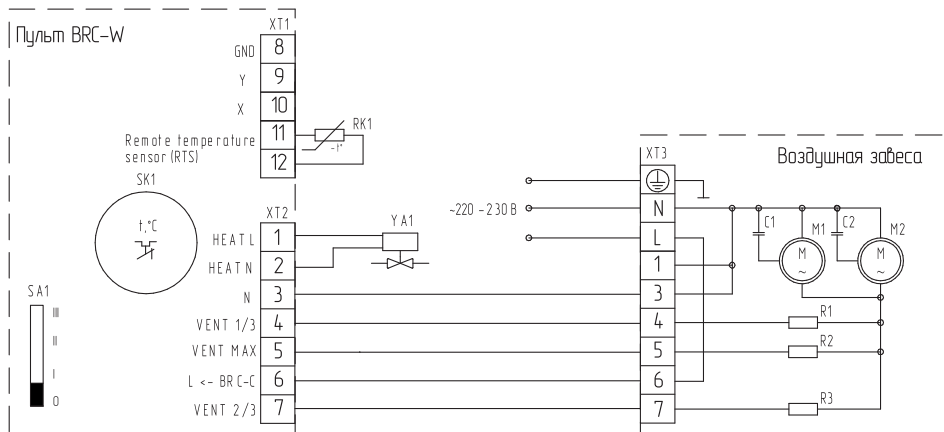 Пульт BRC-W
XT1
GND 8
Y 9
X 10
Remote temperature
sensor (RTS)
11
12
RK1
-t°
SK1
t,°C
XT2
HEAT L 1
HEAT N 2
N 3
VENT 1/3 4
VENT MAX 5
L <- BRC-C 6
VENT 2/3 7
YA1
SA1
III
II
I
0
~220-230В
XT3
N
L
1
3
4
5
6
7
Воздушная завеса
C1
M1
M
~
C2
M2
M
~
R1
R2
R3